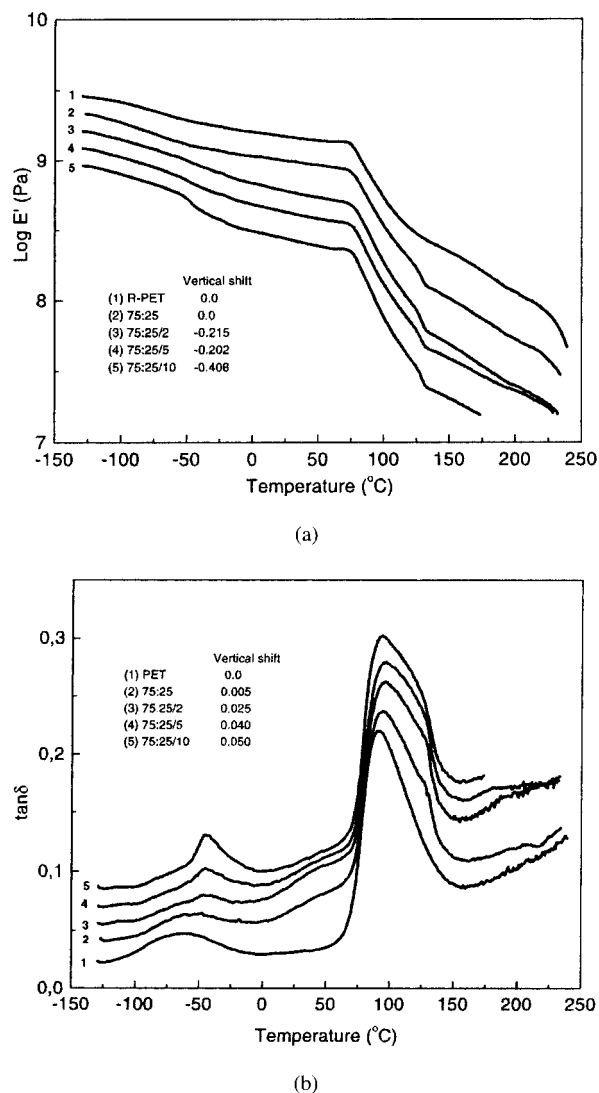 10
9
8
7
Log E' (Pa)
1
2
3
4
5
Vertical shift
(1) R-PET 0.0
(2) 75:25 0.0
(3) 75:25/2 -0.215
(4) 75:25/5 -0.202
(5) 75:25/10 -0.408
-150 -100 -50 0 50 100 150 200 250
Temperature (°C)
(a)
0,3
0,2
0,1
0,0
tanδ
Vertical shift
(1) PET 0.0
(2) 75:25 0.005
(3) 75 25/2 0.025
(4) 75:25/5 0.040
(5) 75:25/10 0.050
5
4
3
2
1
-150 -100 -50 0 50 100 150 200 250
Temperature (°C)
(b)